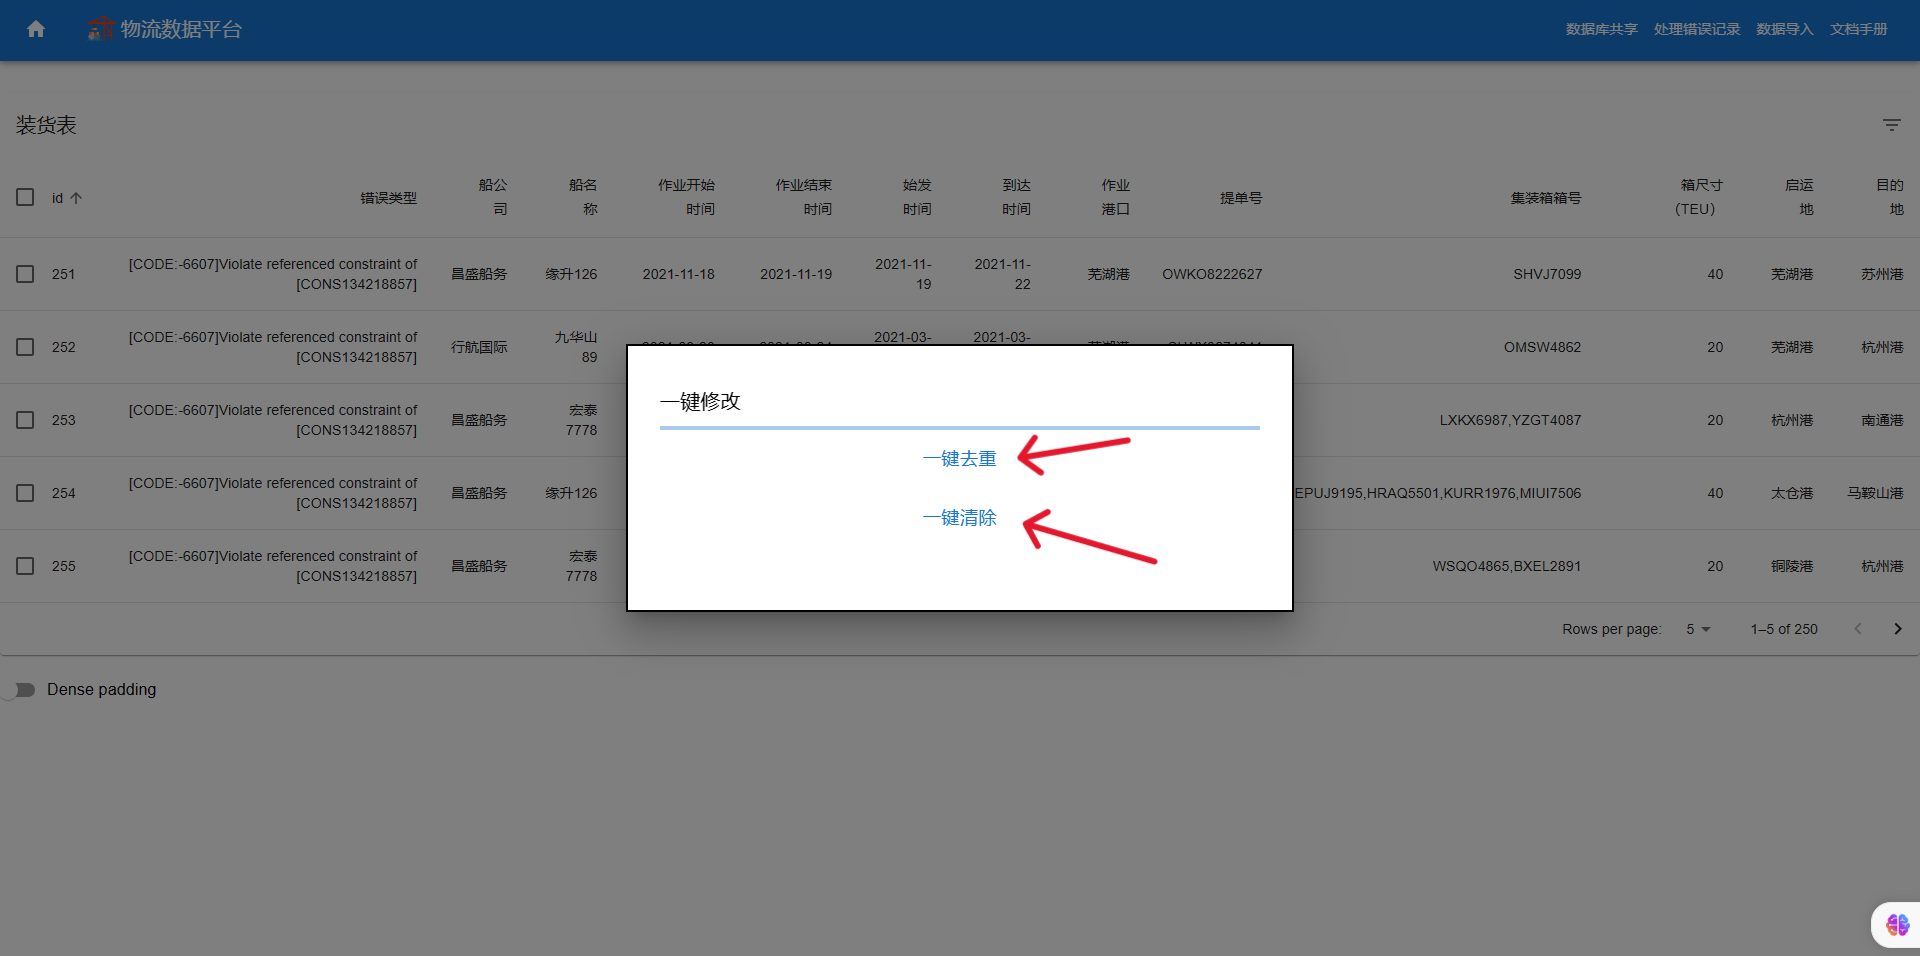 物流数据平台
数据库共享 处理错误记录 数据导入 文档手册
装货表
id 错误类型 船公司 船名称 作业开始时间 作业结束时间 始发时间 到达时间 作业港口 提单号 集装箱箱号 箱尺寸(TEU) 启运地 目的地
251 [CODE:-6607]Violate referenced constraint of [CONS134218857] 昌盛船务 缘升126 2021-11-18 2021-11-19 2021-11-19 2021-11-22 芜湖港 OWKO8222627 SHVJ7099 40 芜湖港 苏州港
252 [CODE:-6607]Violate referenced constraint of [CONS134218857] 行航国际 九华山89 2021-03- 2021-03- OMSW4862 20 芜湖港 杭州港
253 [CODE:-6607]Violate referenced constraint of [CONS134218857] 昌盛船务 宏泰7778 LXKX6987,YZGT4087 20 杭州港 南通港
254 [CODE:-6607]Violate referenced constraint of [CONS134218857] 昌盛船务 缘升126 EPUJ9195,HRAQ5501,KURR1976,MIUI7506 40 太仓港 马鞍山港
255 [CODE:-6607]Violate referenced constraint of [CONS134218857] 昌盛船务 宏泰7778 WSQO4865,BXEL2891 20 铜陵港 杭州港
一键修改
一键去重
一键清除
Rows per page: 5 1–5 of 250
Dense padding